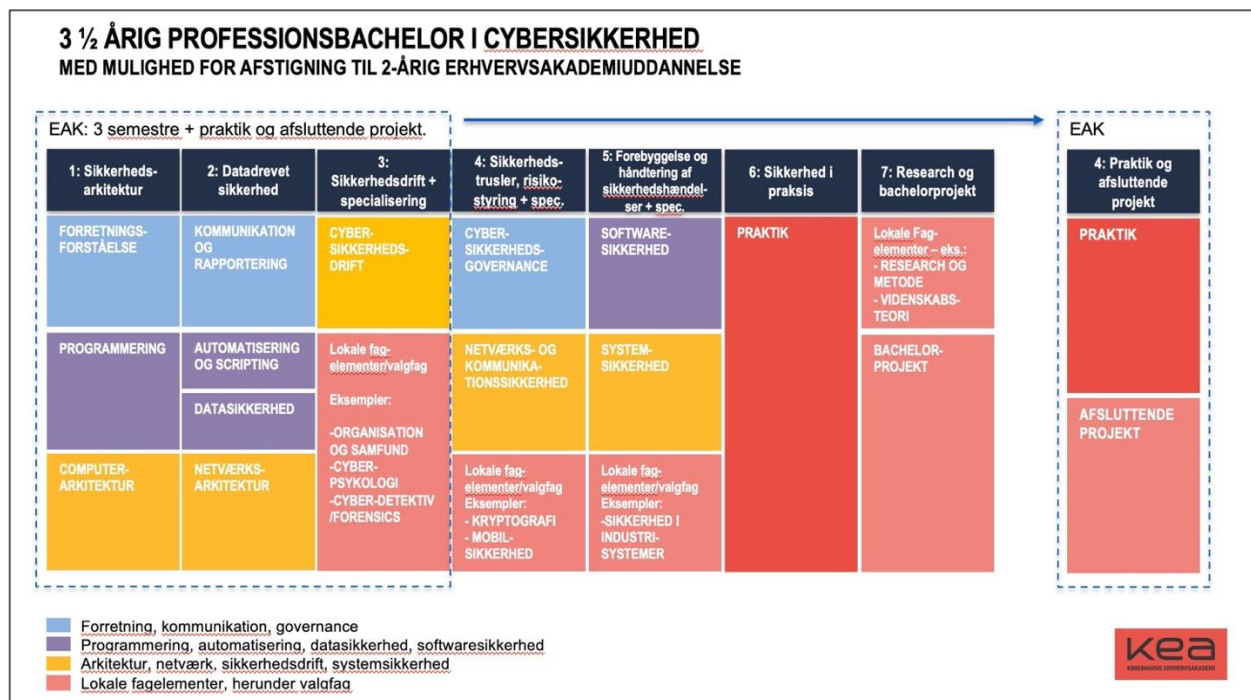 3 ½ ÅRIG PROFESSIONSBACHELOR I CYBERSIKKERHED
MED MULIGHED FOR AFSTIGNING TIL 2-ÅRIG ERHVERVSAKADEMIUDDANNELSE
EAK: 3 semestre + praktik og afsluttende projekt.
1: Sikkerheds-
arkitektur
FORRETNINGS-
FORSTÅELSE
PROGRAMMERING
COMPUTER-
ARKITEKTUR
2: Datadrevet
sikkerhed
KOMMUNIKATION
OG
RAPPORTERING
AUTOMATISERING
OG SCRIPTING
DATASIKKERHED
NETVÆRKS-
ARKITEKTUR
3:
Sikkerhedsdrift +
specialisering
CYBER-
SIKKERHEDS-
DRIFT
Lokale fag-
elementer/valgfag
Eksempler:
-ORGANISATION
OG SAMFUND
-CYBER-
PSYKOLOGI
-CYBER-DETEKTIV
/FORENSICS
4: Sikkerheds-
trusler, risiko-
styring + spec.
CYBER-
SIKKERHEDS-
GOVERNANCE
NETVÆRKS- OG
KOMMUNIKA-
TIONSSIKKERHED
Lokale fag-
elementer/valgfag
Eksempler:
- KRYPTOGRAFI
- MOBIL-
SIKKERHED
5: Forebyggelse og
håndtering af
sikkerhedshændel-
ser + spec.
SOFTWARE-
SIKKERHED
SYSTEM-
SIKKERHED
Lokale fag-
elementer/valgfag
Eksempler:
-SIKKERHED I
INDUSTRI-
SYSTEMER
6: Sikkerhed i
praksis
PRAKTIK
7: Research og
bachelorprojekt
Lokale Fag-
elementer – eks.:
- RESEARCH OG
METODE
- VIDENSKABS-
TEORI
BACHELOR-
PROJEKT
EAK
4: Praktik og
afsluttende
projekt
PRAKTIK
AFSLUTTENDE
PROJEKT
Forretning, kommunikation, governance
Programmering, automatisering, datasikkerhed, softwaresikkerhed
Arkitektur, netværk, sikkerhedsdrift, systemsikkerhed
Lokale fagelementer, herunder valgfag
kea
KØBENHAVNS ERHVERVSAKADEMI